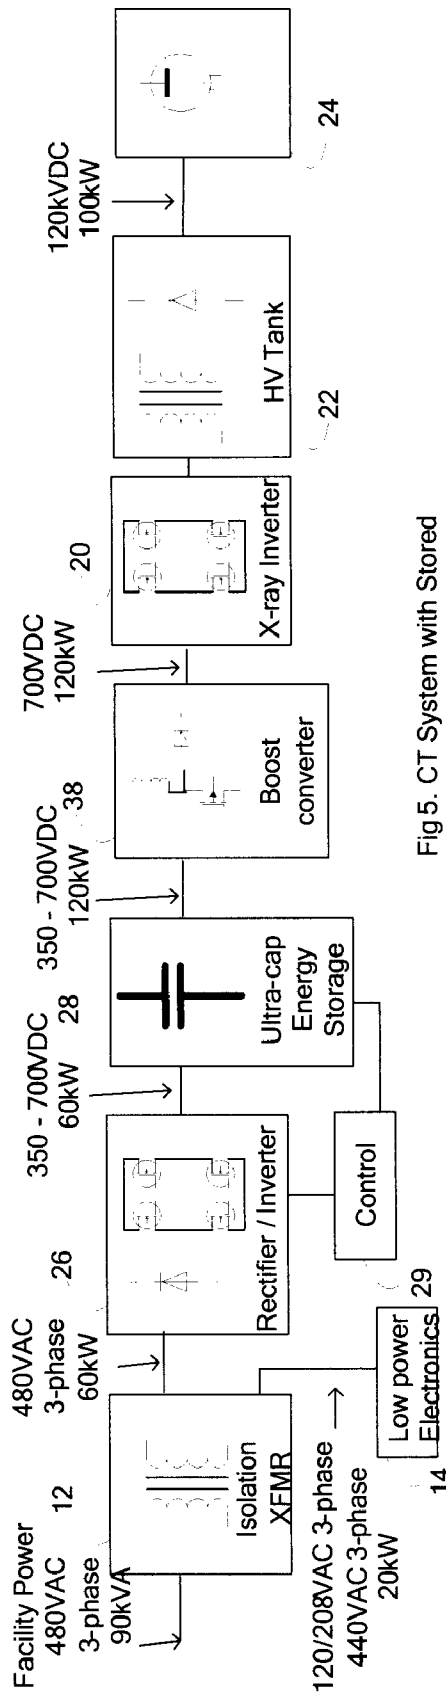 Facility Power
480VAC
3-phase
90kVA
12
Isolation
XFMR
480VAC
3-phase
60kW
26
Rectifier / Inverter
350 - 700VDC
60kW
28
Ultra-cap
Energy
Storage
350 - 700VDC
120kW
38
Boost
converter
700VDC
120kW
20
X-ray Inverter
HV Tank
22
120kVDC
100kW
24
120/208VAC 3-phase
440VAC 3-phase
20kW
Low power
Electronics
14
Control
29
Fig 5. CT System with Stored